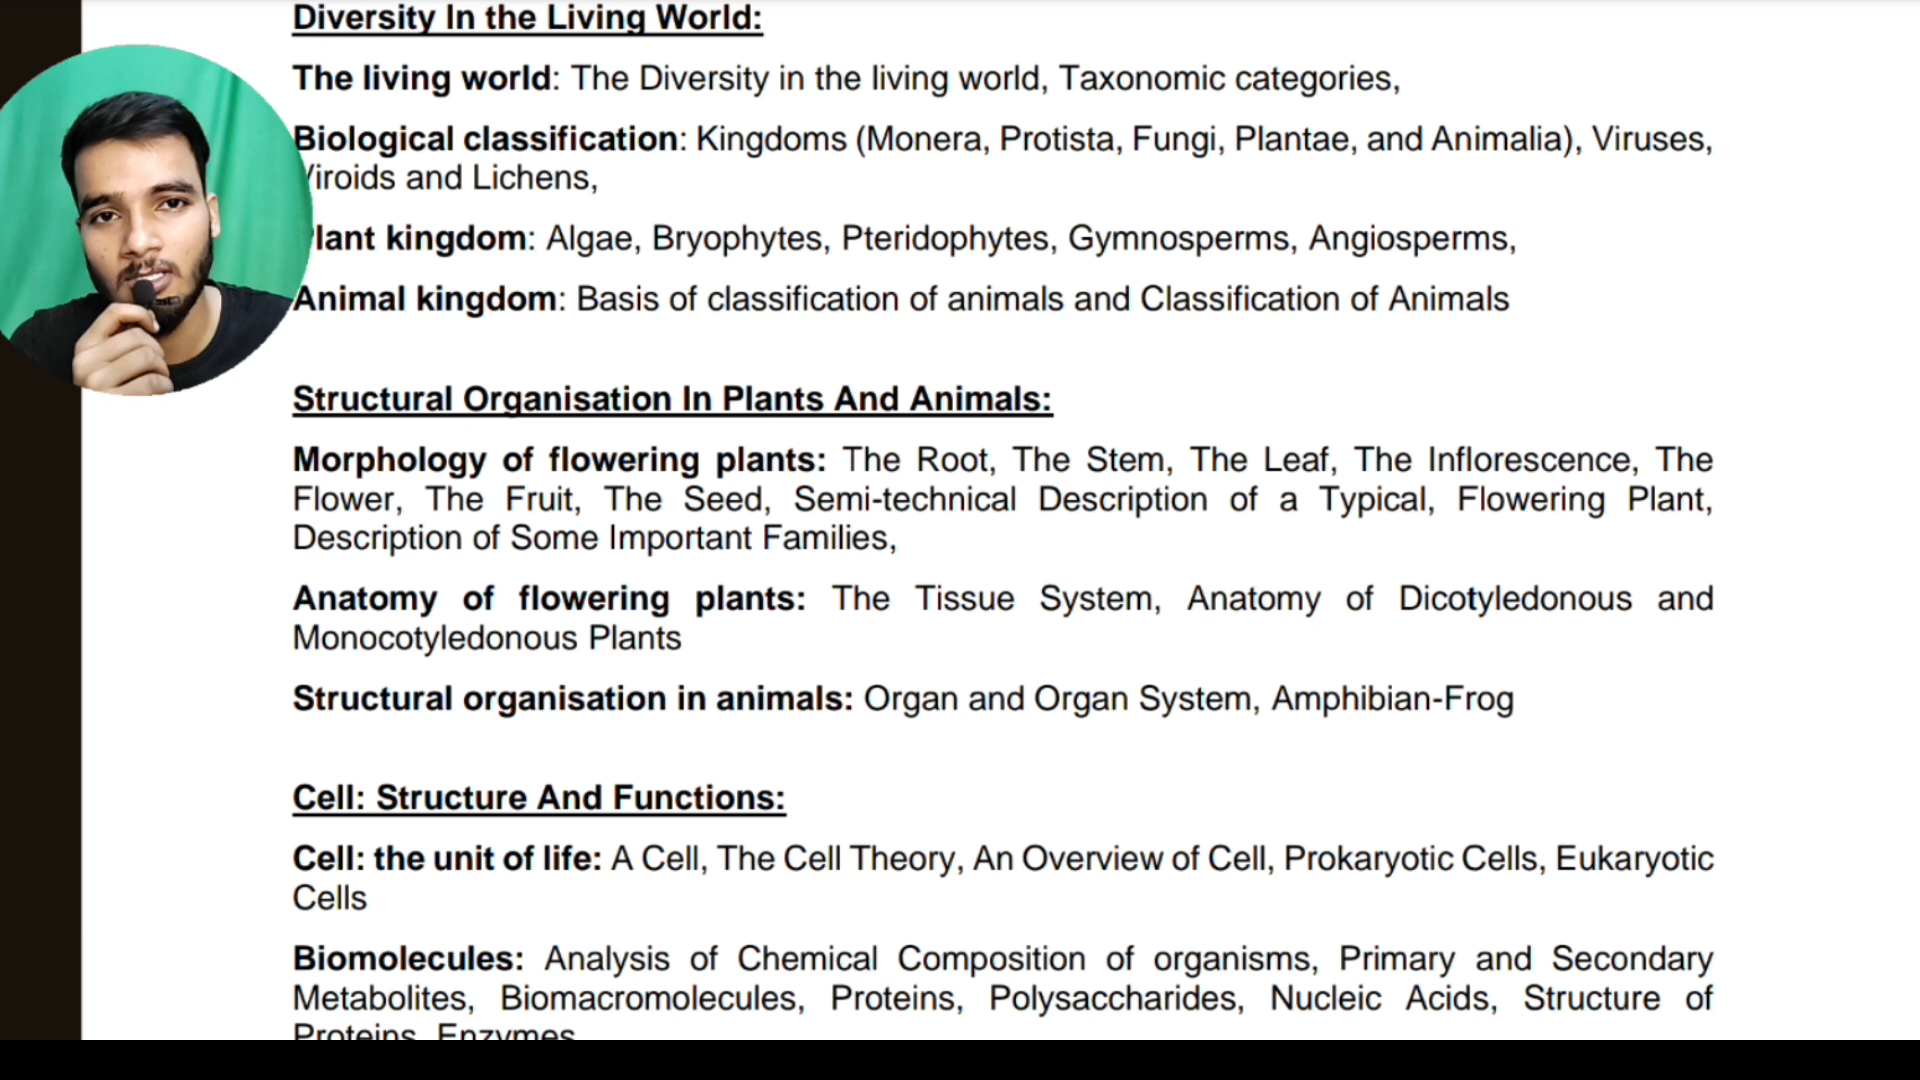 Diversity In the Living World:
The living world: The Diversity in the living world, Taxonomic categories,
Biological classification: Kingdoms (Monera, Protista, Fungi, Plantae, and Animalia), Viruses,
Viroids and Lichens,
Plant kingdom: Algae, Bryophytes, Pteridophytes, Gymnosperms, Angiosperms,
Animal kingdom: Basis of classification of animals and Classification of Animals
Structural Organisation In Plants And Animals:
Morphology of flowering plants: The Root, The Stem, The Leaf, The Inflorescence, The
Flower, The Fruit, The Seed, Semi-technical Description of a Typical, Flowering Plant,
Description of Some Important Families,
Anatomy of flowering plants: The Tissue System, Anatomy of Dicotyledonous and
Monocotyledonous Plants
Structural organisation in animals: Organ and Organ System, Amphibian-Frog
Cell: Structure And Functions:
Cell: the unit of life: A Cell, The Cell Theory, An Overview of Cell, Prokaryotic Cells, Eukaryotic
Cells
Biomolecules: Analysis of Chemical Composition of organisms, Primary and Secondary
Metabolites, Biomacromolecules, Proteins, Polysaccharides, Nucleic Acids, Structure of
Proteins, Enzymes